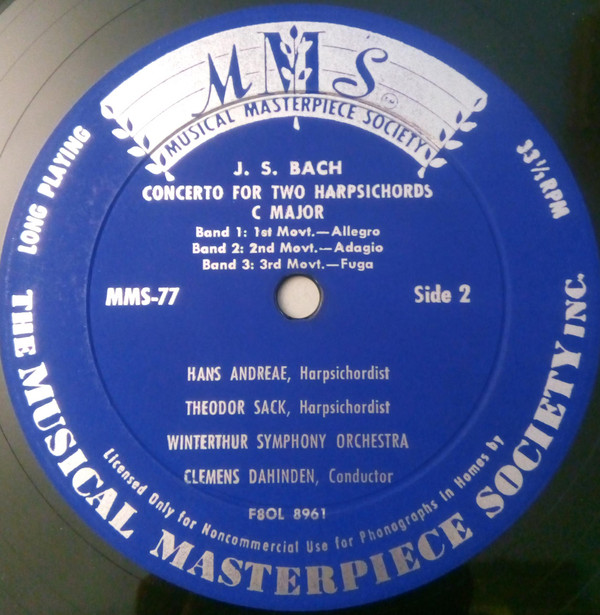 MMS
MUSICAL MASTERPIECE SOCIETY
TM
LONG PLAYING
33⅓ RPM
J. S. BACH
CONCERTO FOR TWO HARPSICHORDS
C MAJOR
Band 1: 1st Movt.—Allegro
Band 2: 2nd Movt.—Adagio
Band 3: 3rd Movt.—Fuga
MMS-77
Side 2
HANS ANDREAE, Harpsichordist
THEODOR SACK, Harpsichordist
WINTERTHUR SYMPHONY ORCHESTRA
CLEMENS DAHINDEN, Conductor
F8OL 8961
Licensed Only for Noncommercial Use for Phonographs in Homes by
THE MUSICAL MASTERPIECE SOCIETY INC.